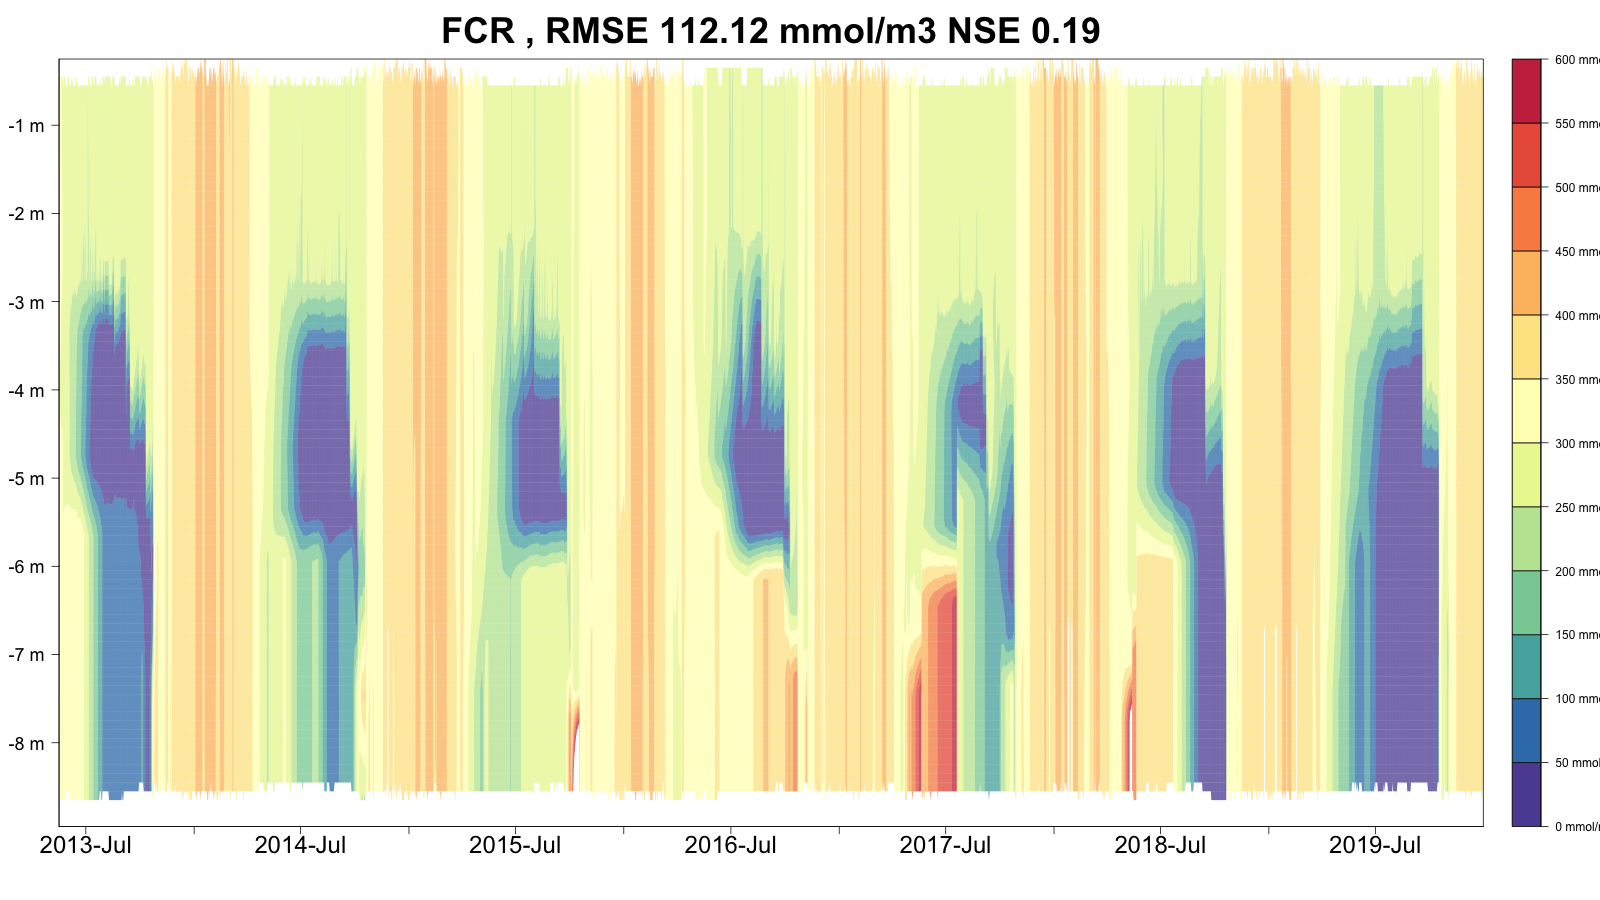 FCR , RMSE 112.12 mmol/m3 NSE 0.19
-1 m
-2 m
-3 m
-4 m
-5 m
-6 m
-7 m
-8 m
2013-Jul
2014-Jul
2015-Jul
2016-Jul
2017-Jul
2018-Jul
2019-Jul
600 mm
550 mm
500 mm
450 mm
400 mm
350 mm
300 mm
250 mm
200 mm
150 mm
100 mm
50 mmol
0 mmol/